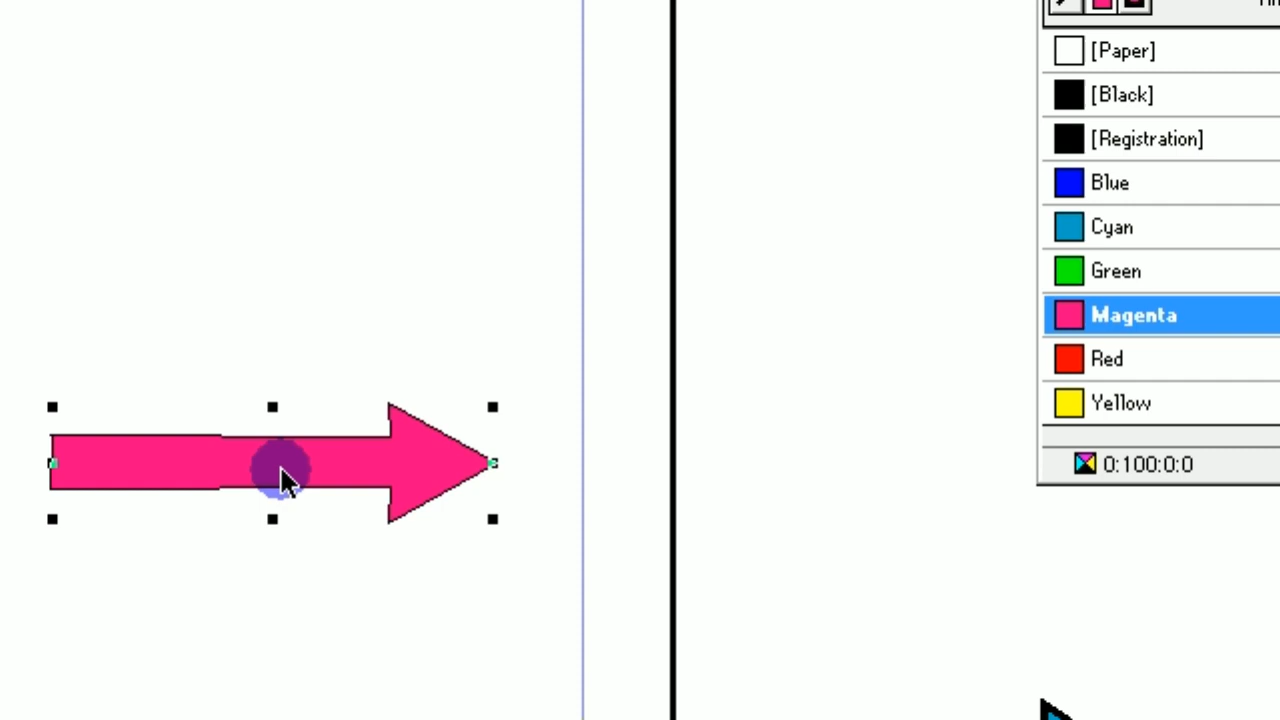 [Paper]
[Black]
[Registration]
Blue
Cyan
Green
Magenta
Red
Yellow
0:100:0:0